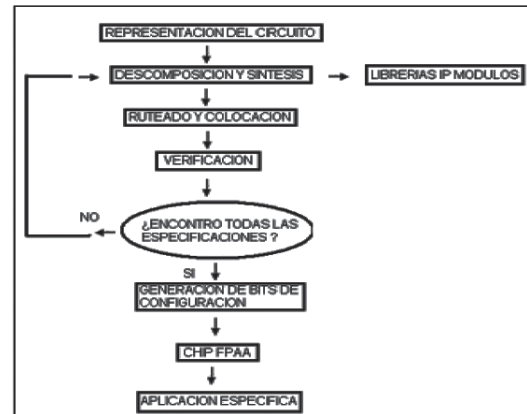 REPRESENTACION DEL CIRCUITO
DESCOMPOSICION Y SINTESIS
LIBRERIAS IP MODULOS
RUTEADO Y COLOCACION
VERIFICACION
NO
¿ENCONTRO TODAS LAS
ESPECIFICACIONES ?
SI
GENERACION DE BITS DE
CONFIGURACION
CHIP FPAA
APLICACION ESPECIFICA